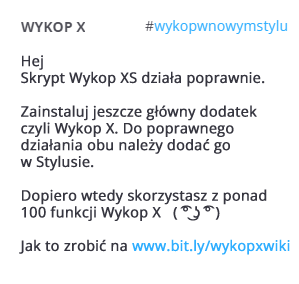 WYKOP X #wykopwnowymstylu
Hej
Skrypt Wykop XS działa poprawnie.
Zainstaluj jeszcze główny dodatek
czyli Wykop X. Do poprawnego
działania obu należy dodać go
w Stylusie.
Dopiero wtedy skorzystasz z ponad
100 funkcji Wykop X ( ͡° ͜ʖ ͡°)
Jak to zrobić na www.bit.ly/wykopxwiki